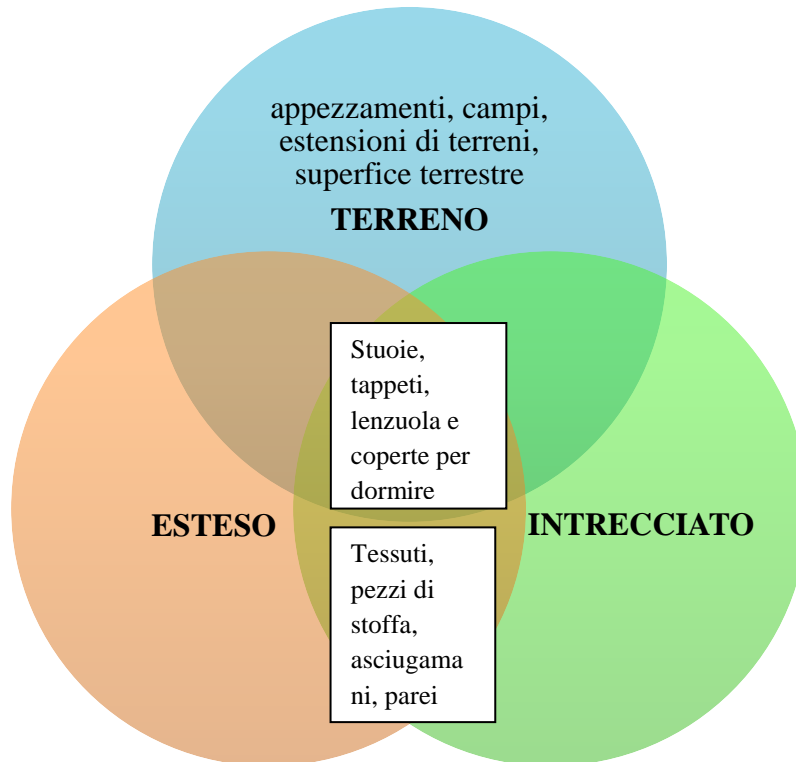 appezzamenti, campi,
estensioni di terreni,
superfice terrestre
TERRENO
Stuoie,
tappeti,
lenzuola e
coperte per
dormire
ESTESO
INTRECCIATO
Tessuti,
pezzi di
stoffa,
asciugama
ni, parei